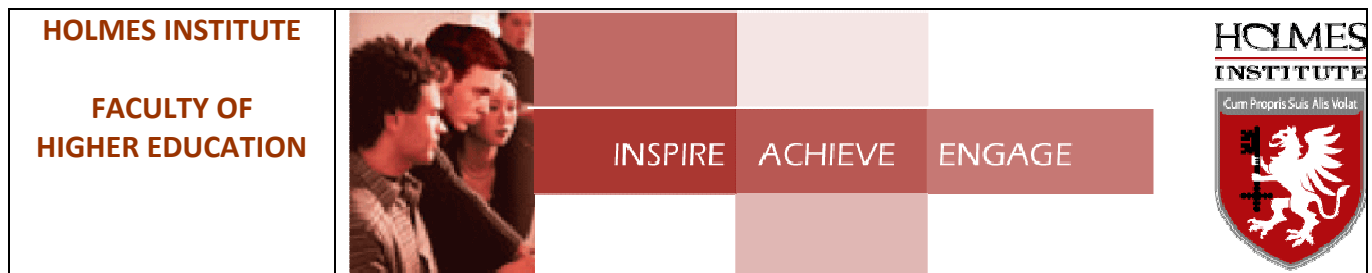 HOLMES INSTITUTE
FACULTY OF
HIGHER EDUCATION
INSPIRE ACHIEVE ENGAGE
HOLMES
INSTITUTE
Cum Propris Suis Alis Volat